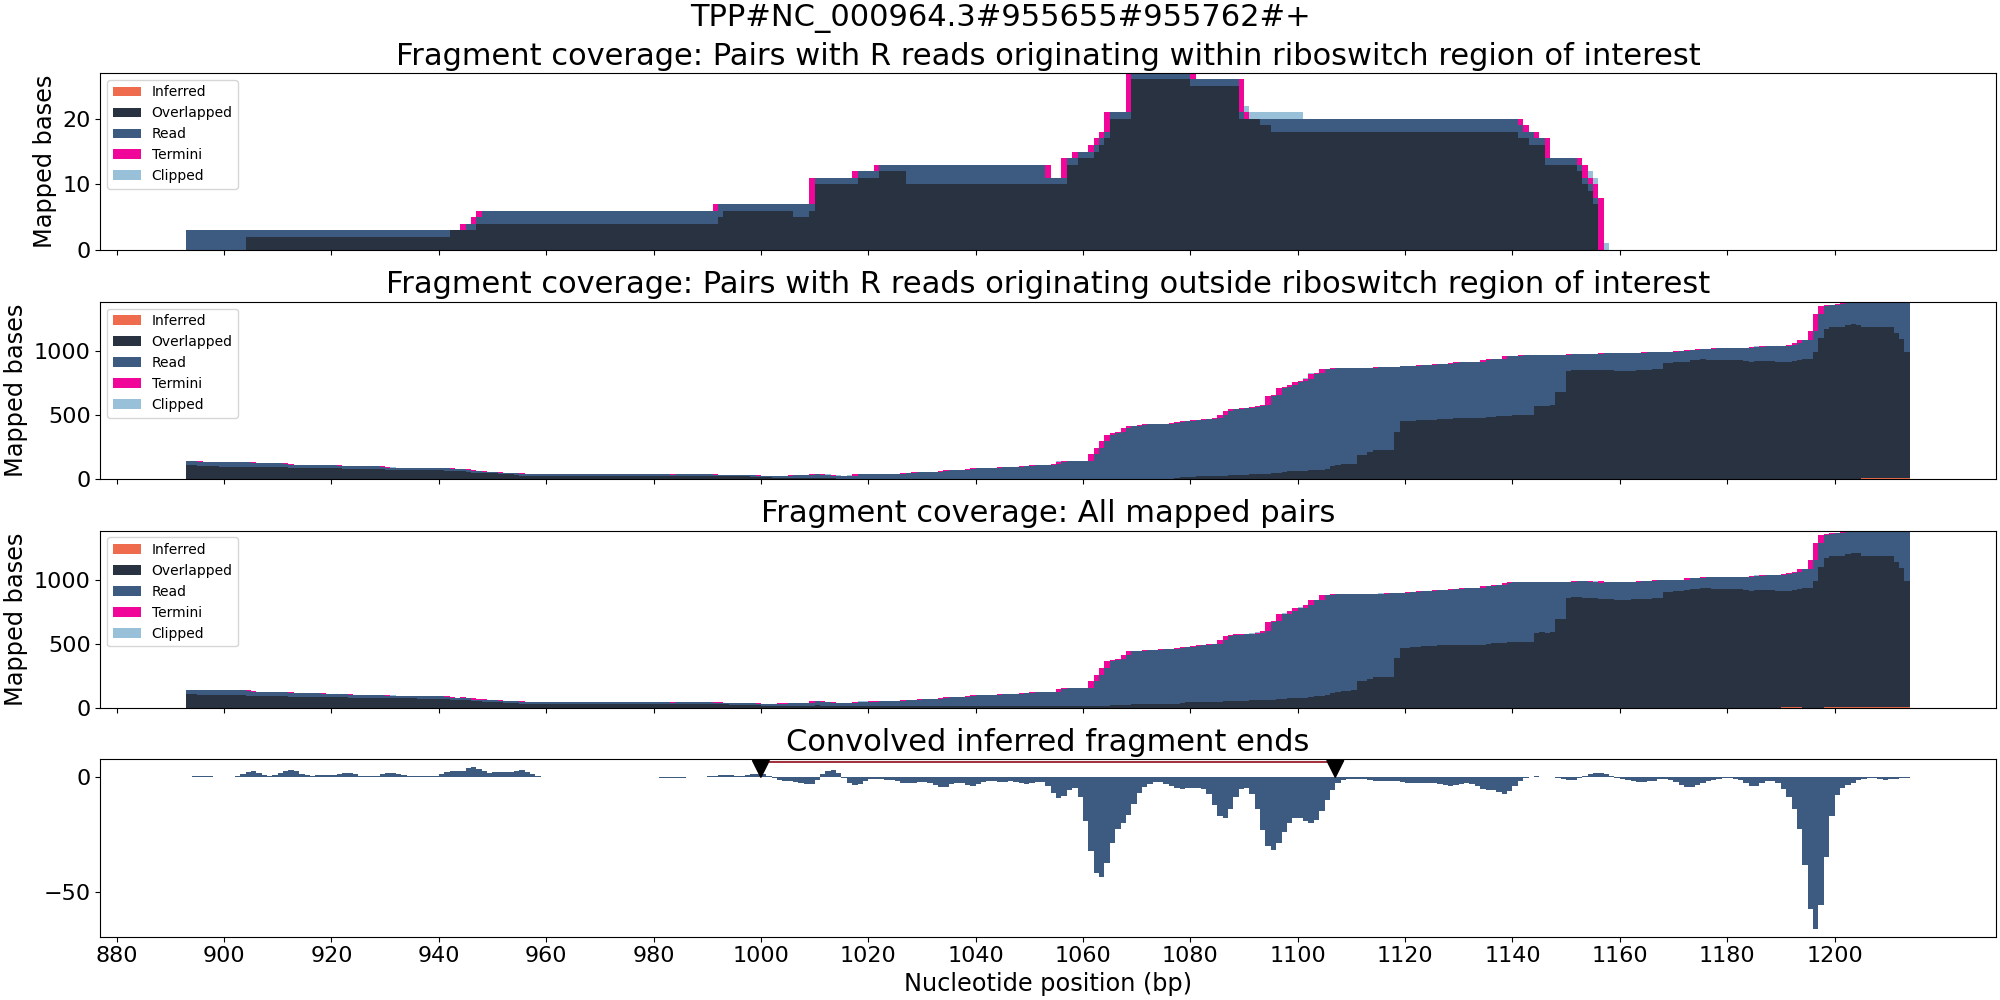 TPP#NC_000964.3#955655#955762#+
Fragment coverage: Pairs with R reads originating within riboswitch region of interest
Mapped bases
20
10
0
Inferred
Overlapped
Read
Termini
Clipped
Fragment coverage: Pairs with R reads originating outside riboswitch region of interest
Mapped bases
1000
500
0
Inferred
Overlapped
Read
Termini
Clipped
Fragment coverage: All mapped pairs
Mapped bases
1000
500
0
Inferred
Overlapped
Read
Termini
Clipped
Convolved inferred fragment ends
0
−50
880 900 920 940 960 980 1000 1020 1040 1060 1080 1100 1120 1140 1160 1180 1200
Nucleotide position (bp)